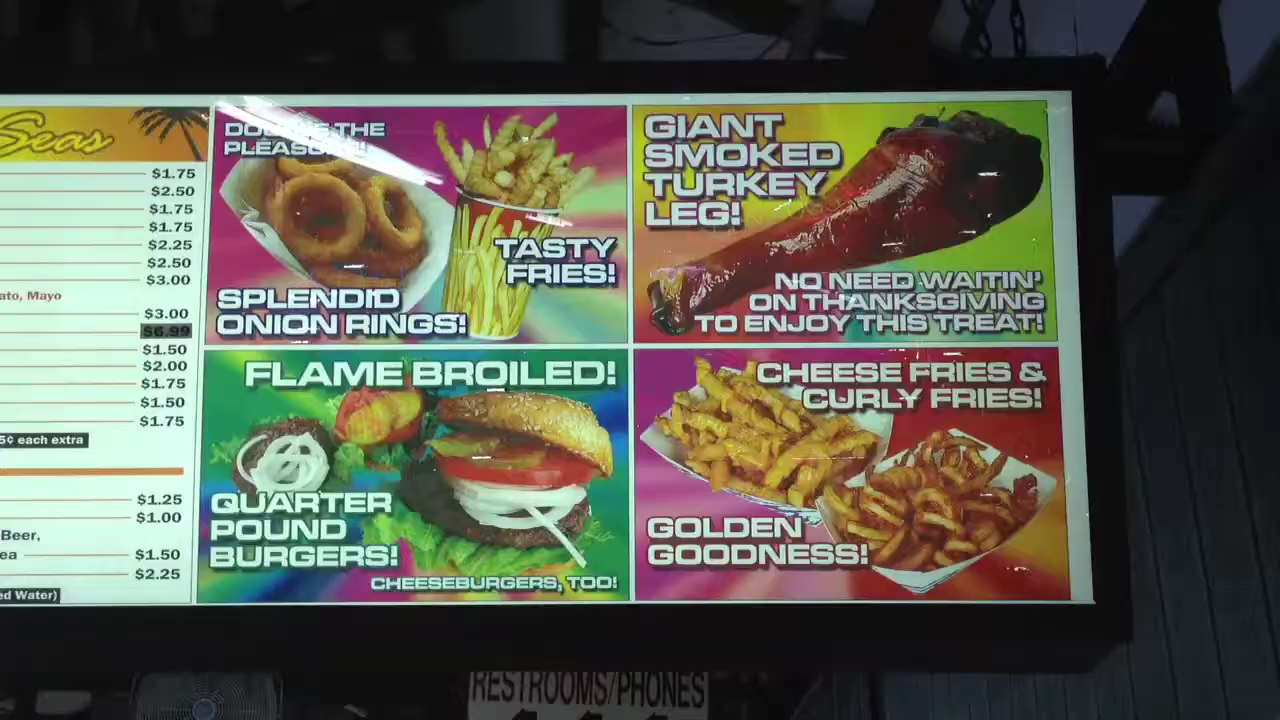 Seas
$1.75
$2.50
$1.75
$1.75
$2.25
$2.50
$3.00
ato, Mayo
$3.00
$6.99
$1.50
$2.00
$1.75
$1.50
$1.75
5¢ each extra
$1.25
$1.00
Beer,
ea $1.50
$2.25
ed Water)
THE
TASTY
FRIES!
SPLENDID
ONION RINGS!
GIANT
SMOKED
TURKEY
LEG!
NO NEED WAITIN'
ON THANKSGIVING
TO ENJOY THIS TREAT!
FLAME BROILED!
QUARTER
POUND
BURGERS!
CHEESEBURGERS, TOO!
CHEESE FRIES &
CURLY FRIES!
GOLDEN
GOODNESS!
RESTROOMS/PHONES